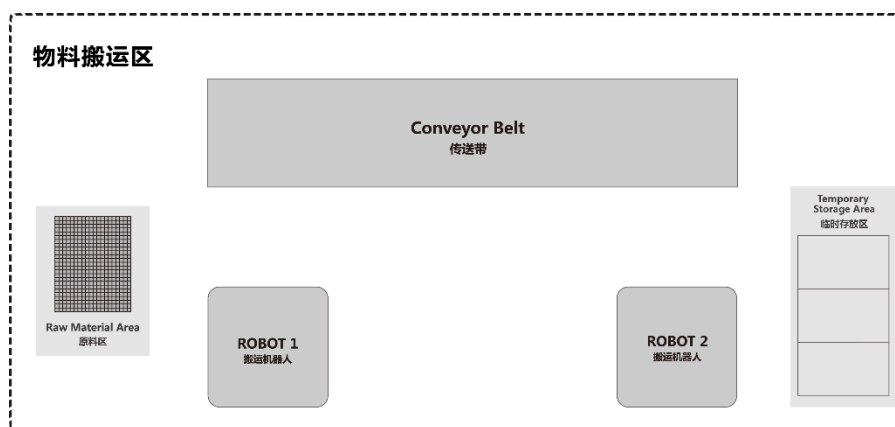 物料搬运区
Conveyor Belt
传送带
Temporary
Storage Area
临时存放区
Raw Material Area
原料区
ROBOT 1
搬运机器人
ROBOT 2
搬运机器人